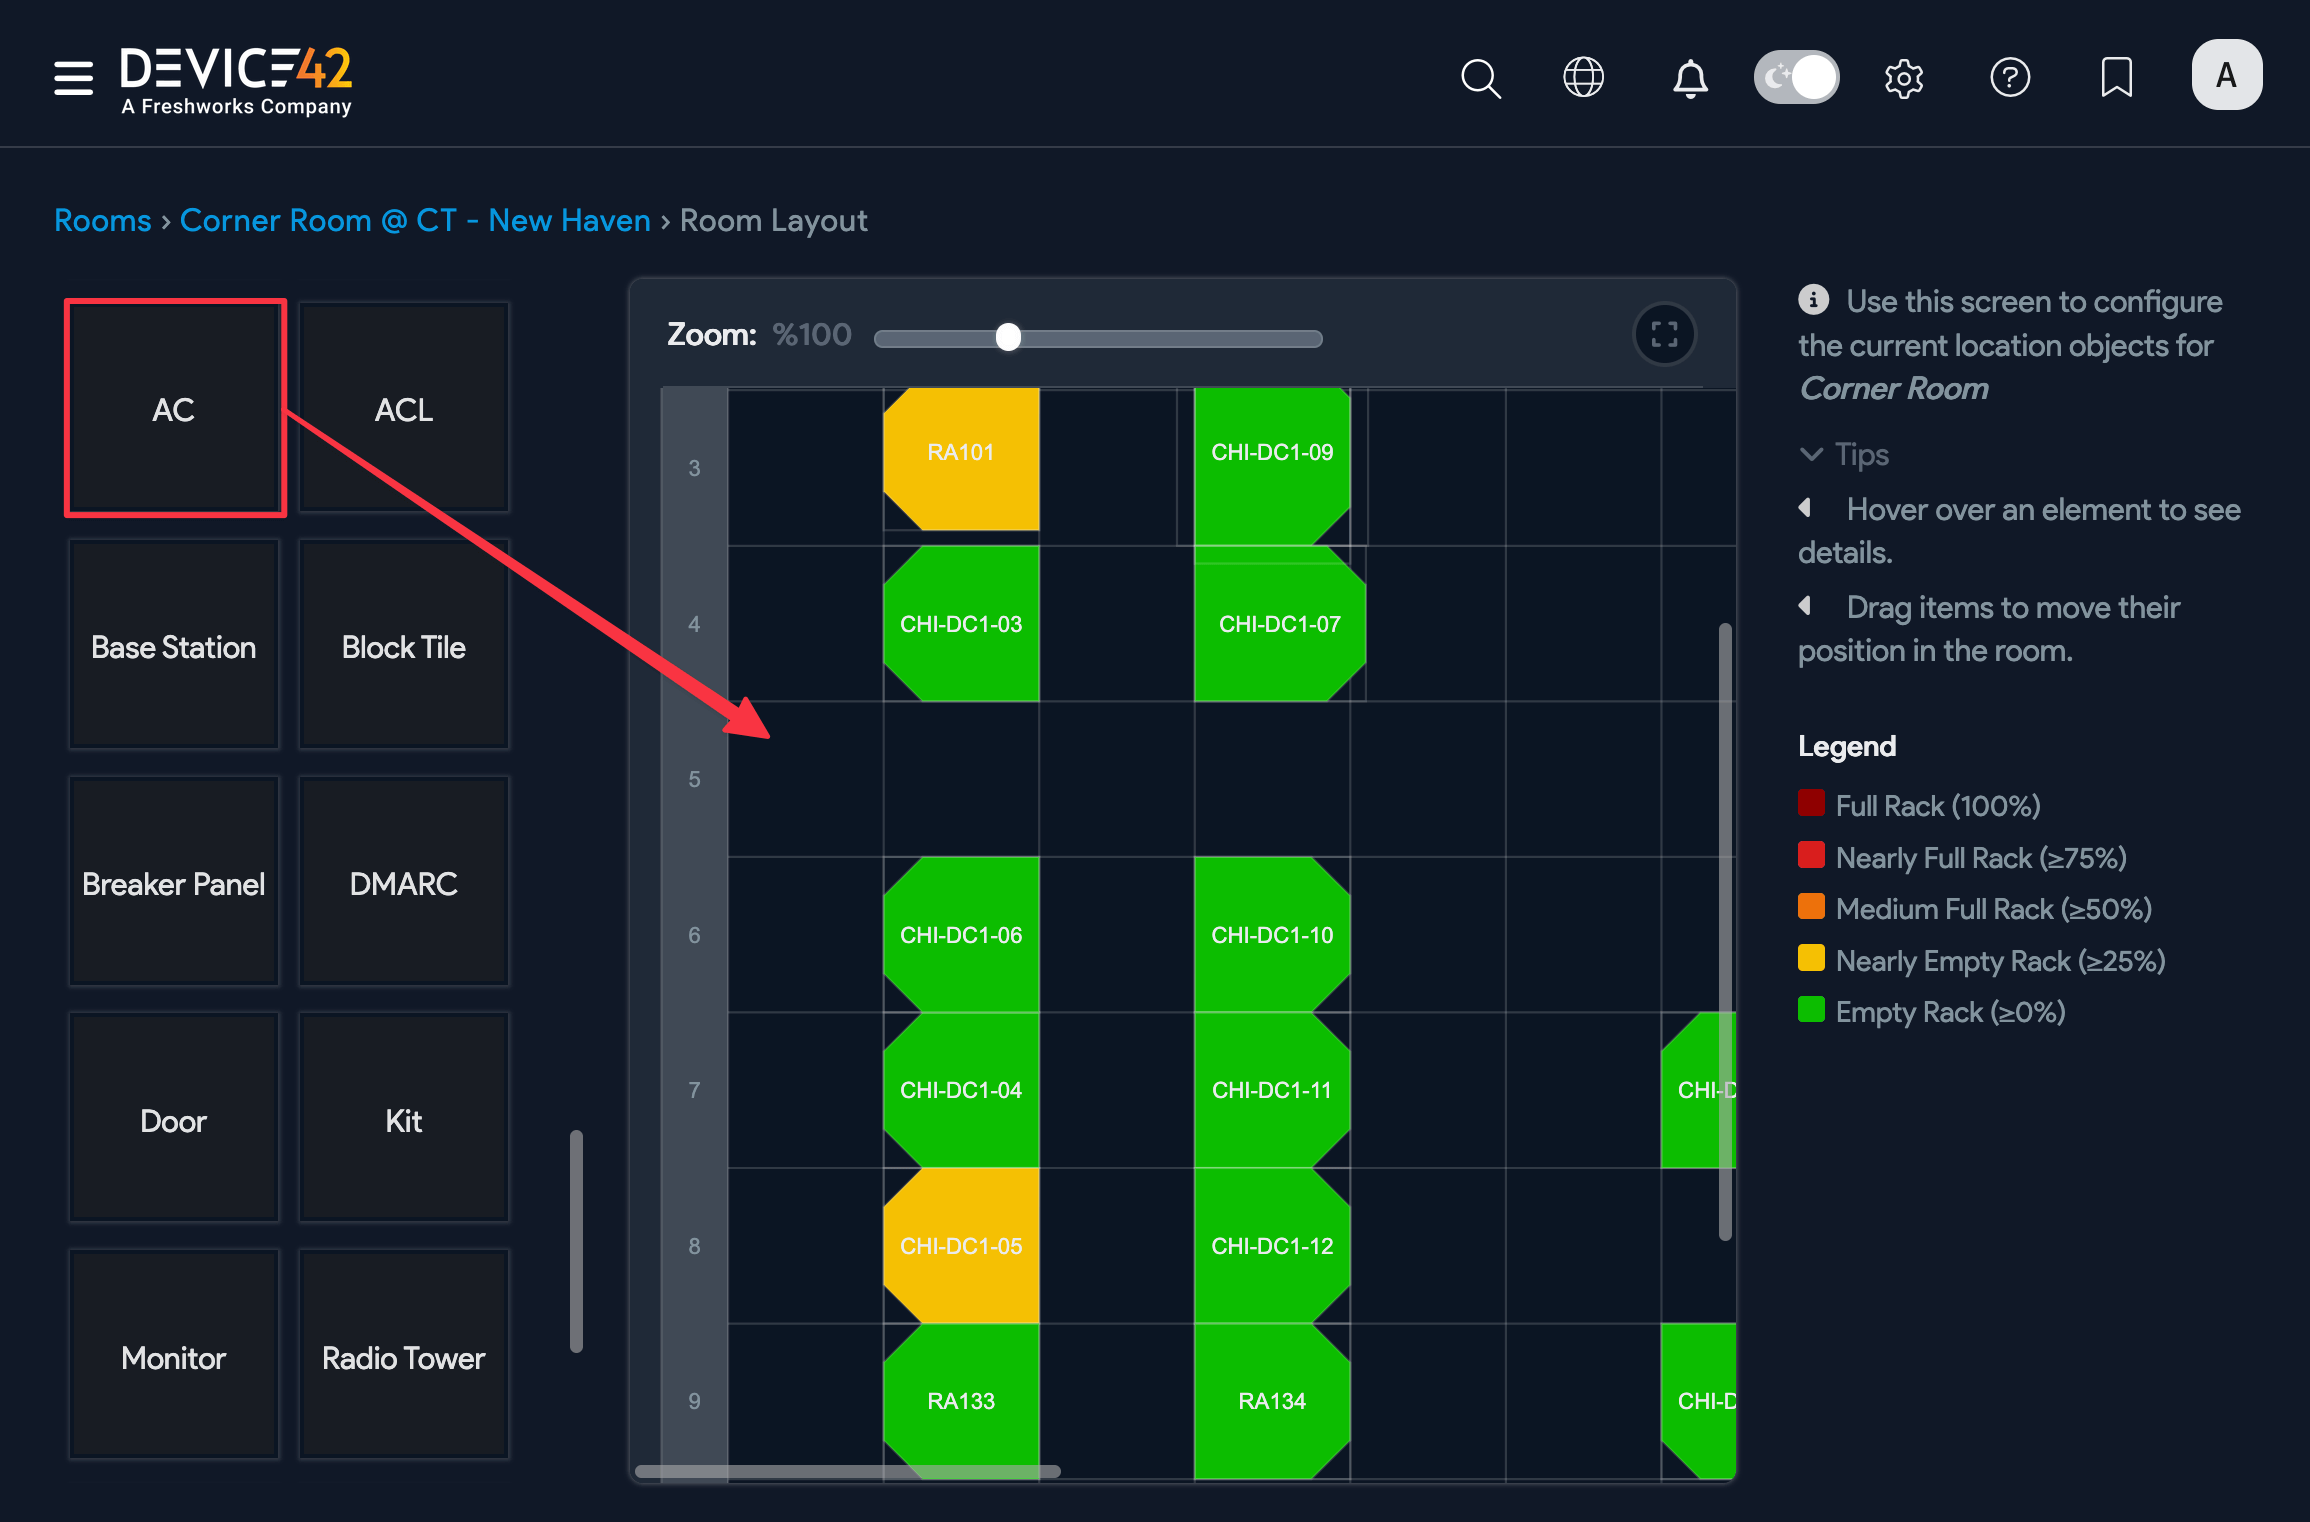 DEVICE42
A Freshworks Company
A
Rooms › Corner Room @ CT - New Haven › Room Layout
AC
ACL
Base Station
Block Tile
Breaker Panel
DMARC
Door
Kit
Monitor
Radio Tower
Zoom: %100
3
RA101
CHI-DC1-09
4
CHI-DC1-03
CHI-DC1-07
5
6
CHI-DC1-06
CHI-DC1-10
7
CHI-DC1-04
CHI-DC1-11
CHI-D
8
CHI-DC1-05
CHI-DC1-12
9
RA133
RA134
CHI-D
Use this screen to configure
the current location objects for
Corner Room
Tips
Hover over an element to see
details.
Drag items to move their
position in the room.
Legend
Full Rack (100%)
Nearly Full Rack (≥75%)
Medium Full Rack (≥50%)
Nearly Empty Rack (≥25%)
Empty Rack (≥0%)